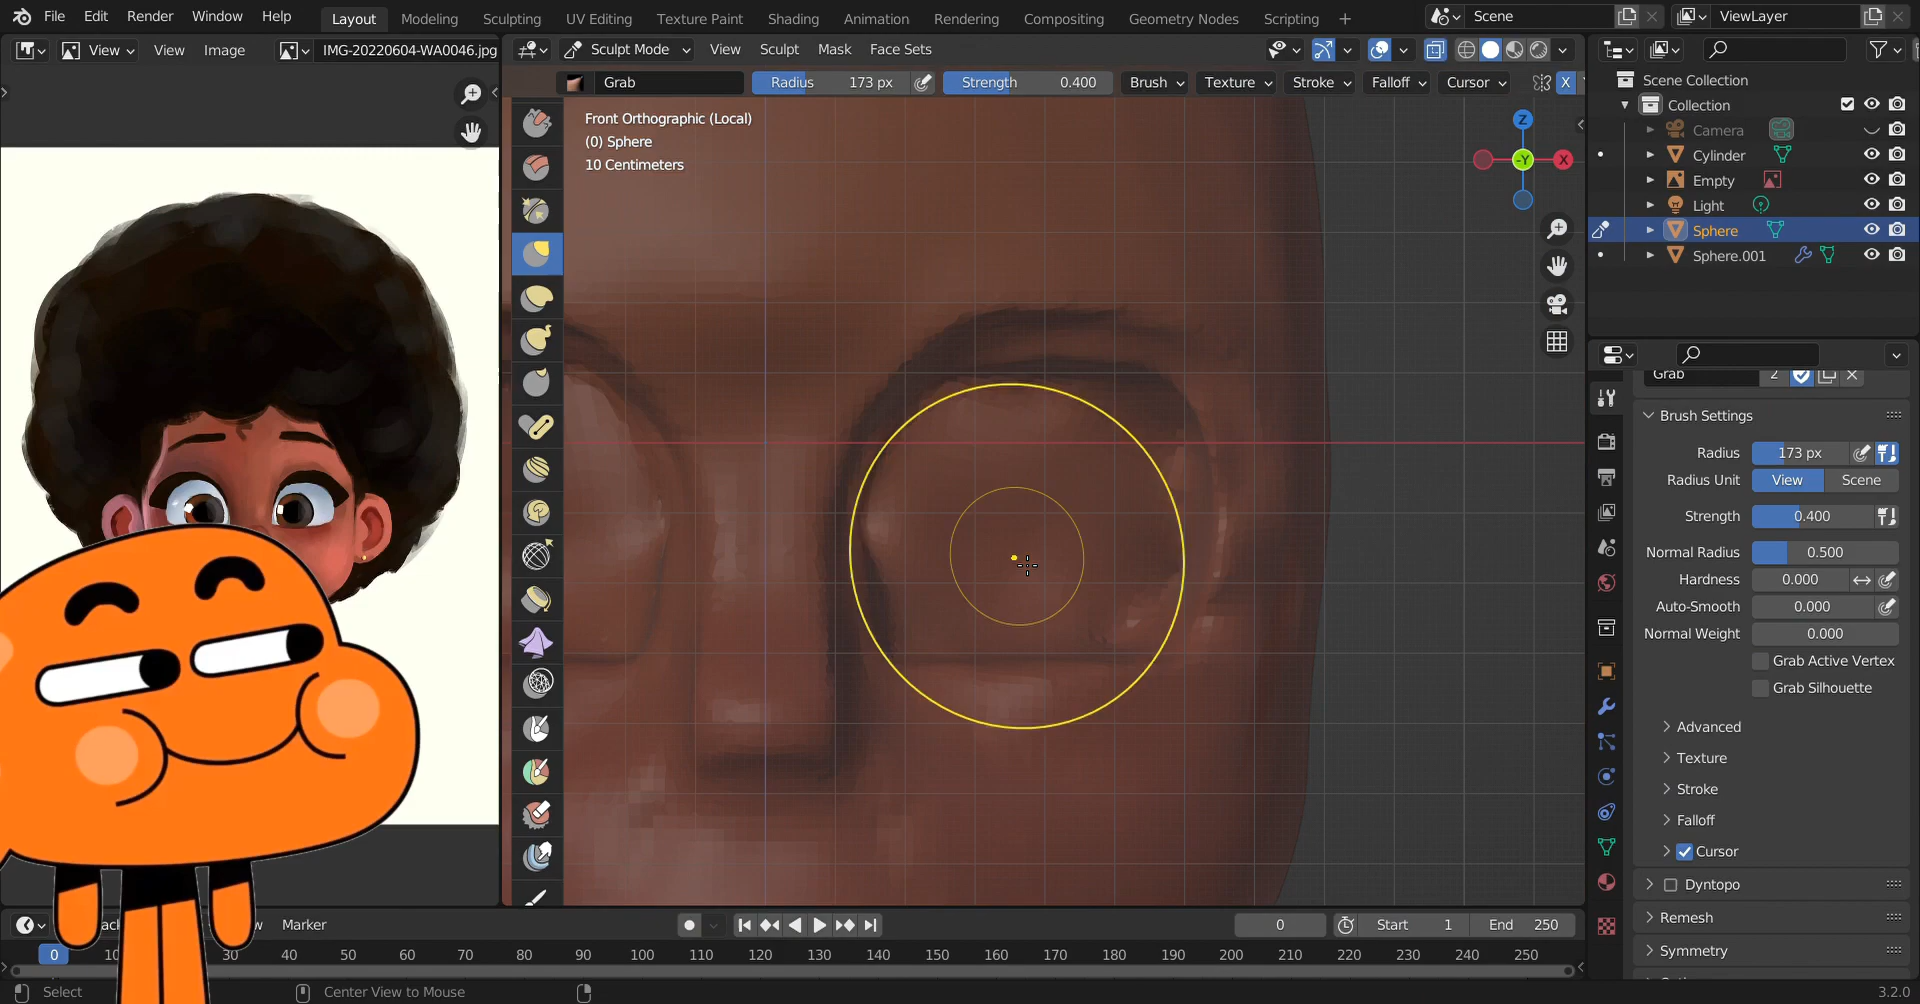 File Edit Render Window Help Layout Modeling Sculpting UV Editing Texture Paint Shading Animation Rendering Compositing Geometry Nodes Scripting + Scene ViewLayer
View View Image IMG-20220604-WA0046.jpg Sculpt Mode View Sculpt Mask Face Sets
Grab Radius 173 px Strength 0.400 Brush Texture Stroke Falloff Cursor X
Front Orthographic (Local)
(0) Sphere
10 Centimeters
Z
-Y
X
Scene Collection
Collection
Camera
Cylinder
Empty
Light
Sphere
Sphere.001
Grab 2
Brush Settings
Radius 173 px
Radius Unit View Scene
Strength 0.400
Normal Radius 0.500
Hardness 0.000
Auto-Smooth 0.000
Normal Weight 0.000
Grab Active Vertex
Grab Silhouette
Advanced
Texture
Stroke
Falloff
Cursor
Dyntopo
Remesh
Symmetry
Marker 0 Start 1 End 250
0 30 40 50 60 70 80 90 100 110 120 130 140 150 160 170 180 190 200 210 220 230 240 250
Select Center View to Mouse 3.2.0